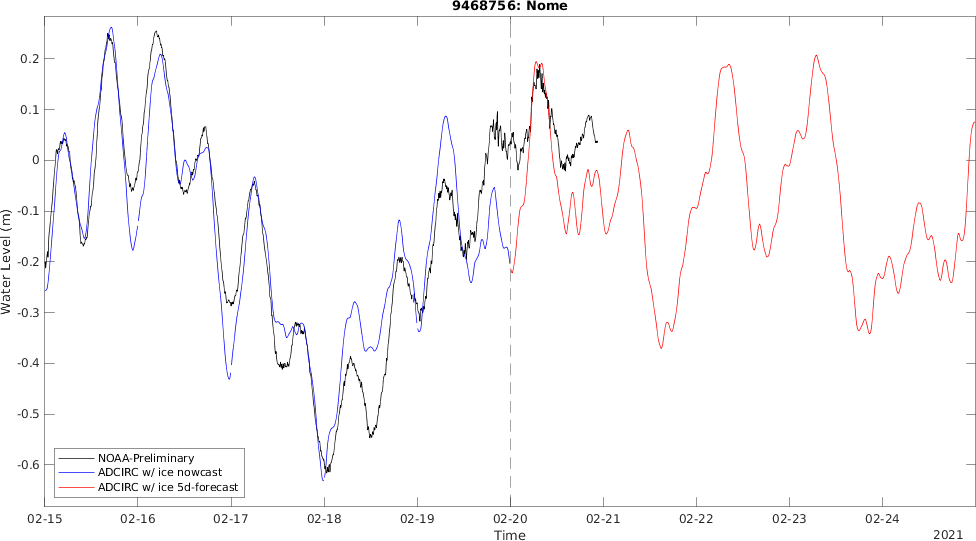 9468756: Nome
0.2
0.1
0
-0.1
-0.2
-0.3
-0.4
-0.5
-0.6
Water Level (m)
NOAA-Preliminary
ADCIRC w/ ice nowcast
ADCIRC w/ ice 5d-forecast
02-15 02-16 02-17 02-18 02-19 02-20 02-21 02-22 02-23 02-24
Time
2021